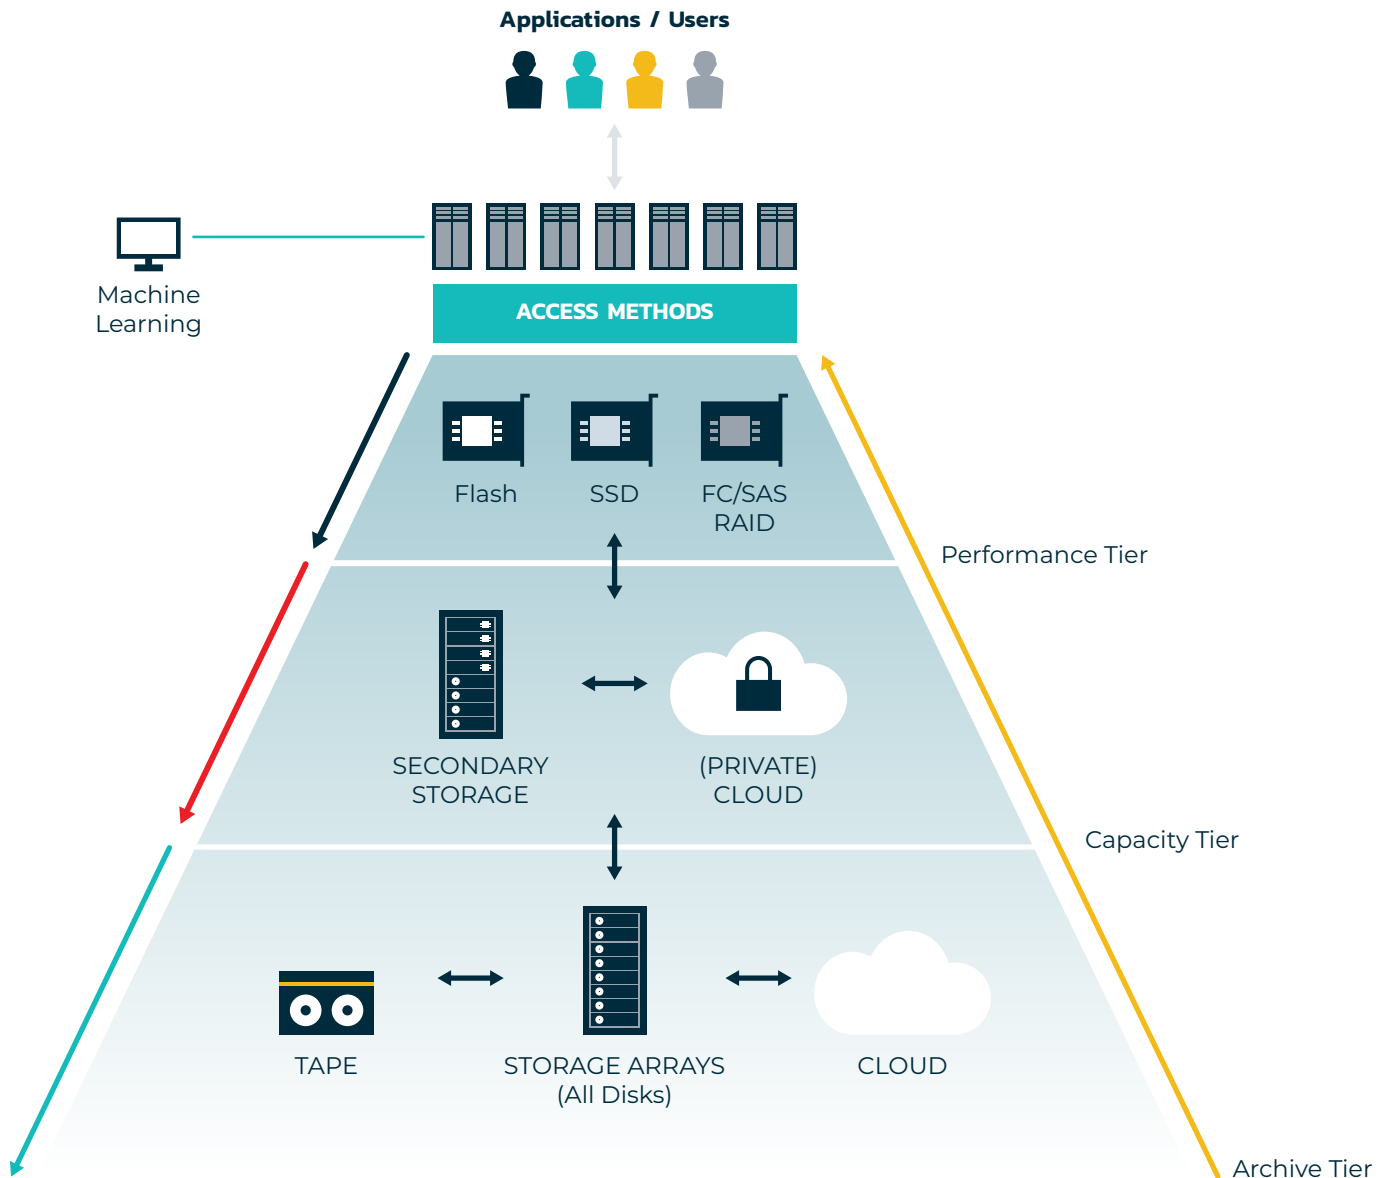 Applications / Users
Machine
Learning
ACCESS METHODS
Flash
SSD
FC/SAS
RAID
Performance Tier
SECONDARY
STORAGE
(PRIVATE)
CLOUD
Capacity Tier
TAPE
STORAGE ARRAYS
(All Disks)
CLOUD
Archive Tier